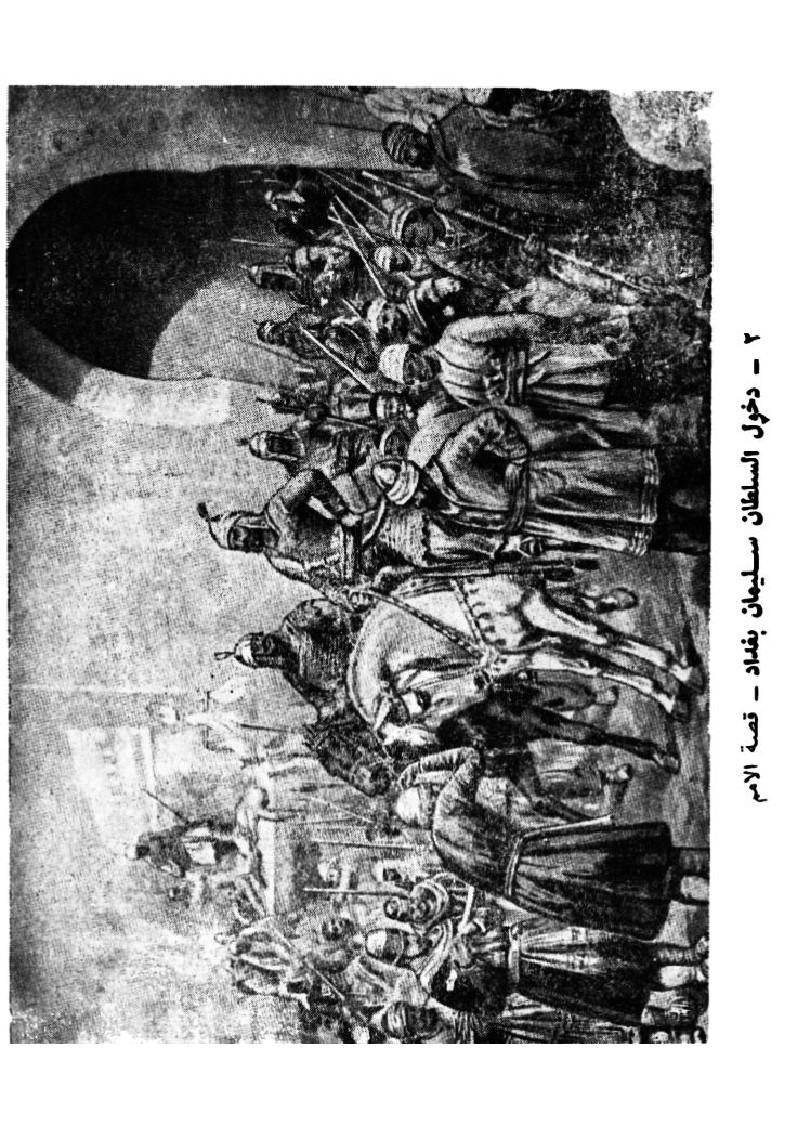 ٢ - دخول السلطان سليمان بغداد - قصة الامم